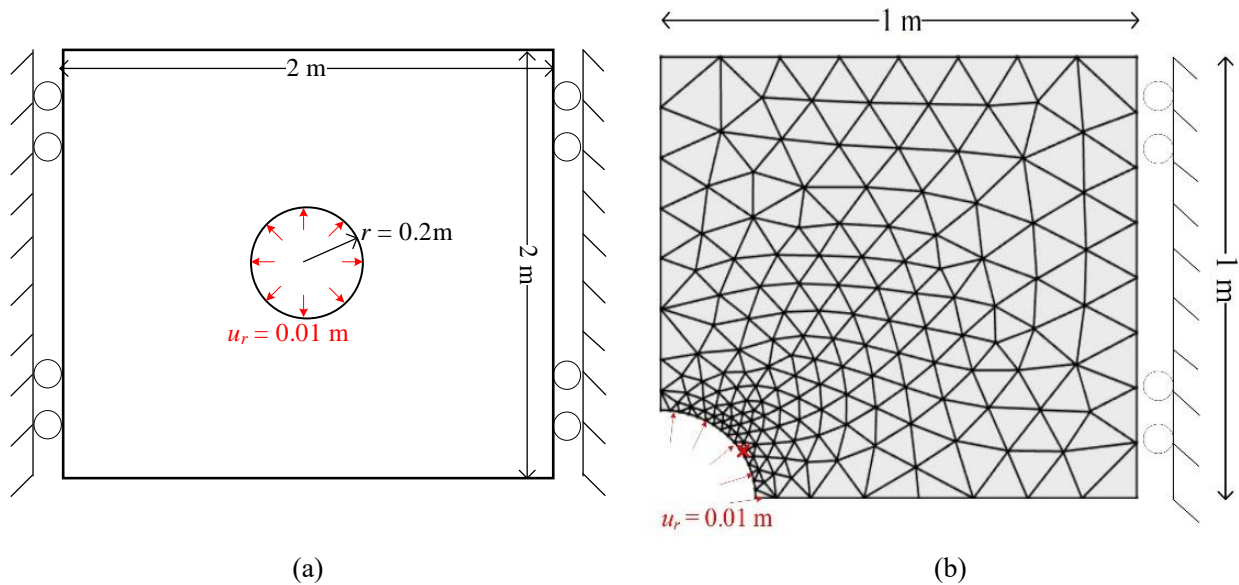 2 m
r = 0.2m
2 m
u_r = 0.01 m
(a)
1 m
1 m
u_r = 0.01 m
(b)